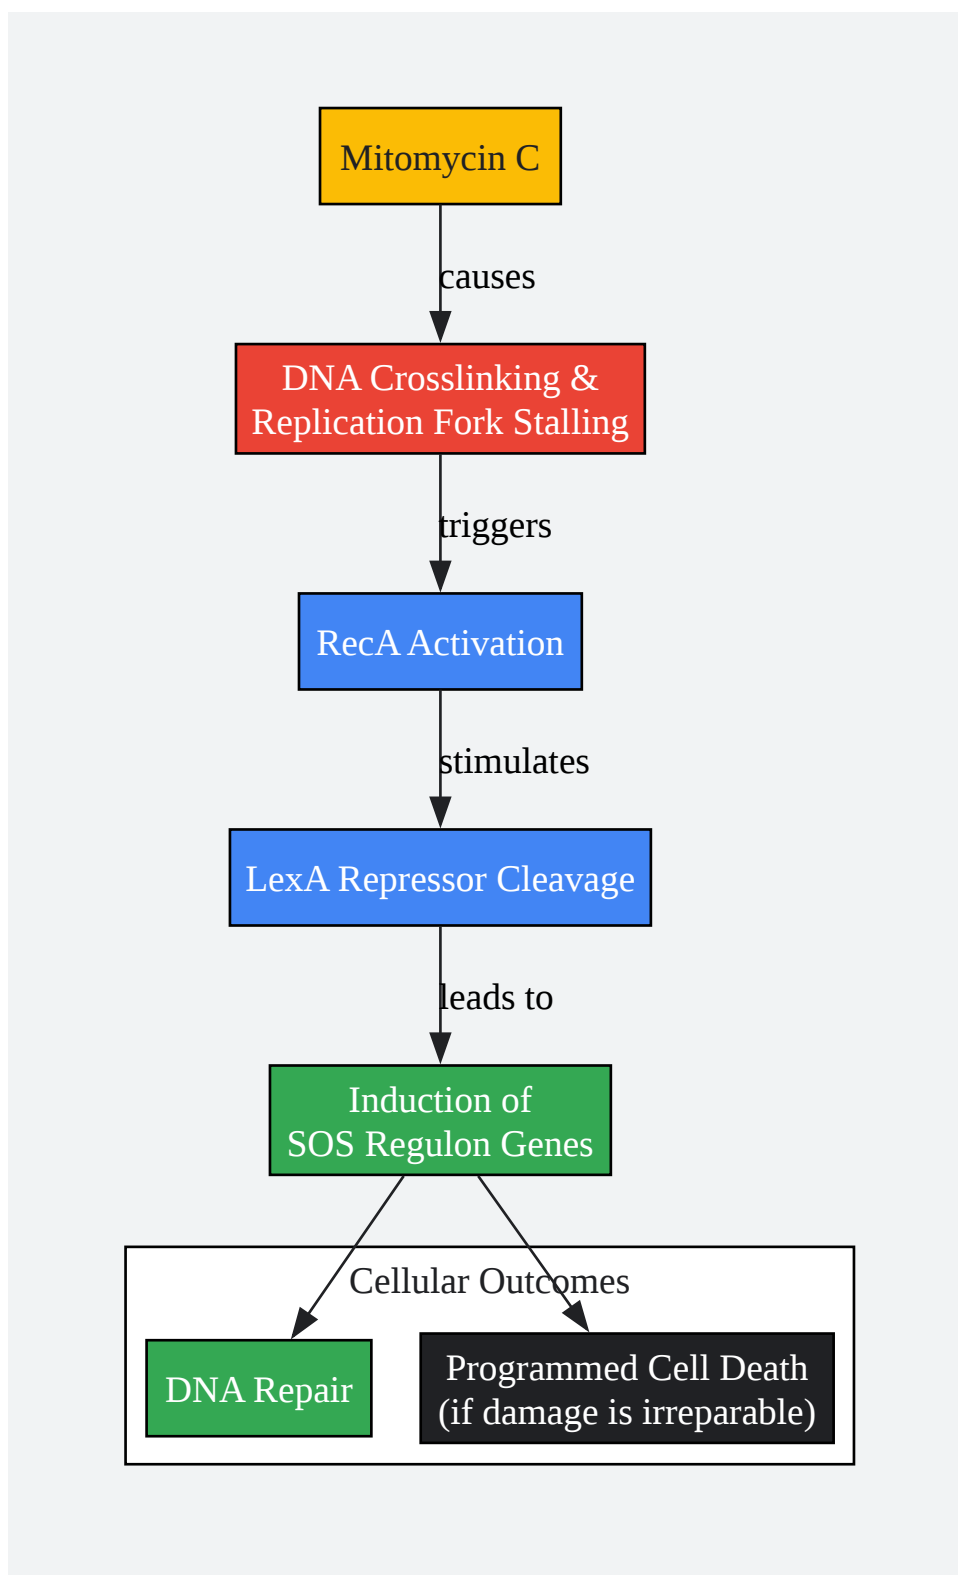 Mitomycin C
causes
DNA Crosslinking &
Replication Fork Stalling
triggers
RecA Activation
stimulates
LexA Repressor Cleavage
leads to
Induction of
SOS Regulon Genes
Cellular Outcomes
DNA Repair
Programmed Cell Death
(if damage is irreparable)